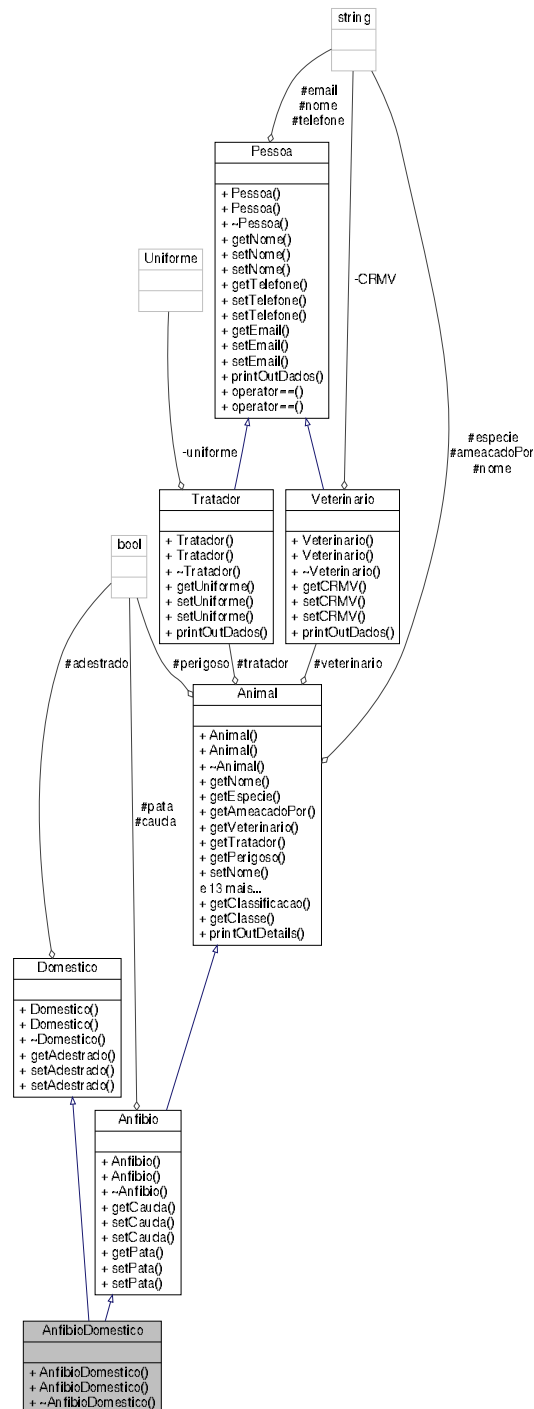 string
#email
#nome
#telefone
Pessoa
+ Pessoa()
+ Pessoa()
+ ~Pessoa()
+ getNome()
+ setNome()
+ setNome()
+ getTelefone()
+ setTelefone()
+ setTelefone()
+ getEmail()
+ setEmail()
+ setEmail()
+ printOutDados()
+ operator==()
+ operator==()
Uniforme
-CRMV
-uniforme
#especie
#ameacadoPor
#nome
Tratador
+ Tratador()
+ Tratador()
+ ~Tratador()
+ getUniforme()
+ setUniforme()
+ setUniforme()
+ printOutDados()
Veterinario
+ Veterinario()
+ Veterinario()
+ ~Veterinario()
+ getCRMV()
+ setCRMV()
+ setCRMV()
+ printOutDados()
bool
#adestrado
#perigoso
#tratador
#veterinario
Animal
+ Animal()
+ Animal()
+ ~Animal()
+ getNome()
+ getEspecie()
+ getAmeacadoPor()
+ getVeterinario()
+ getTratador()
+ getPerigoso()
+ setNome()
e 13 mais...
+ getClassificacao()
+ getClasse()
+ printOutDetails()
#pata
#cauda
Domestico
+ Domestico()
+ Domestico()
+ ~Domestico()
+ getAdestrado()
+ setAdestrado()
+ setAdestrado()
Anfibio
+ Anfibio()
+ Anfibio()
+ ~Anfibio()
+ getCauda()
+ setCauda()
+ setCauda()
+ getPata()
+ setPata()
+ setPata()
AnfibioDomestico
+ AnfibioDomestico()
+ AnfibioDomestico()
+ ~AnfibioDomestico()